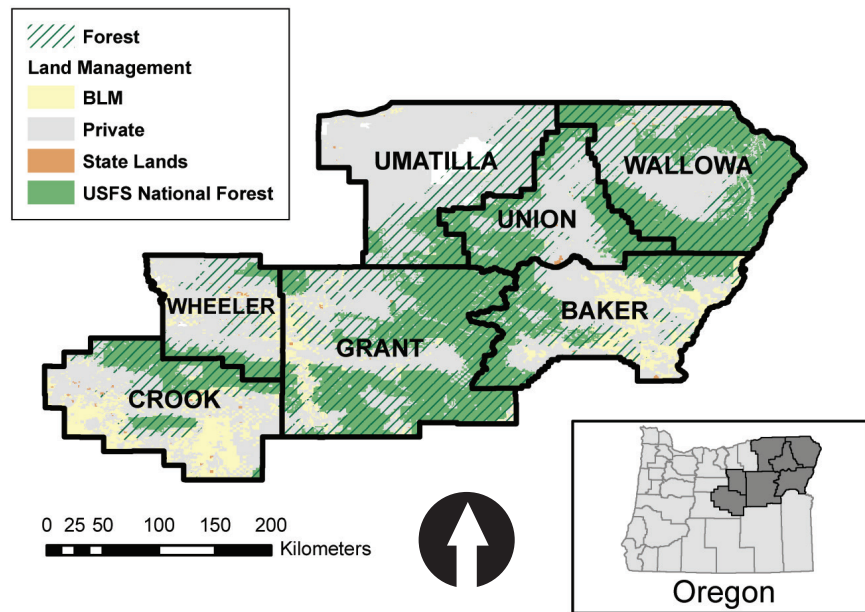 Forest
Land Management
BLM
Private
State Lands
USFS National Forest
UMATILLA
WALLOWA
UNION
WHEELER
BAKER
GRANT
CROOK
0 25 50 100 150 200
Kilometers
Oregon